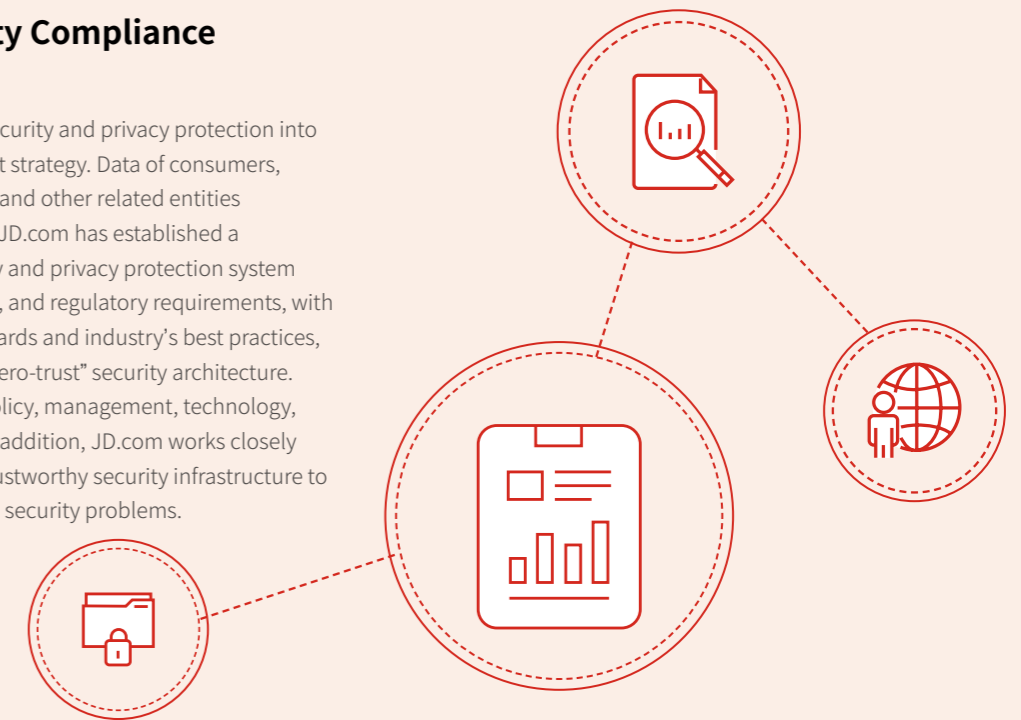 ty Compliance
curity and privacy protection into
t strategy. Data of consumers,
and other related entities
JD.com has established a
y and privacy protection system
, and regulatory requirements, with
ards and industry's best practices,
ero-trust" security architecture.
licy, management, technology,
addition, JD.com works closely
ustworthy security infrastructure to
security problems.